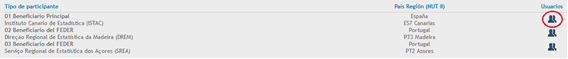 Tipo de participante País Región (NUT II) Usuarios
01 Beneficiario Principal España
Instituto Canario de Estadística (ISTAC) ES7 Canarias
02 Beneficiario del FEDER Portugal
Direçao Regional de Estatística da Madeira (DREM) PT3 Madeira
03 Beneficiario del FEDER Portugal
Serviço Regional de Estatística dos Açores (SREA) PT2 Azores